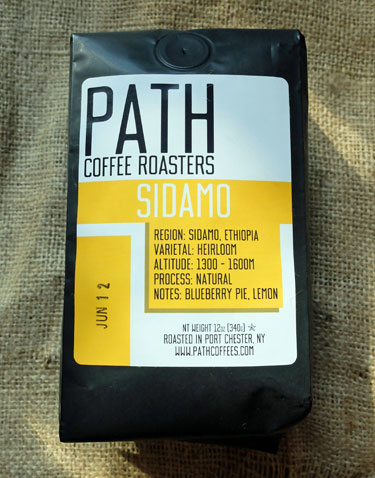 PATH
COFFEE ROASTERS
SIDAMO
REGION: SIDAMO, ETHIOPIA
VARIETAL: HEIRLOOM
ALTITUDE: 1300 - 1600M
PROCESS: NATURAL
NOTES: BLUEBERRY PIE, LEMON
JUN 12
NT WEIGHT 12oz (340g)
ROASTED IN PORT CHESTER, NY
WWW.PATHCOFFEES.COM